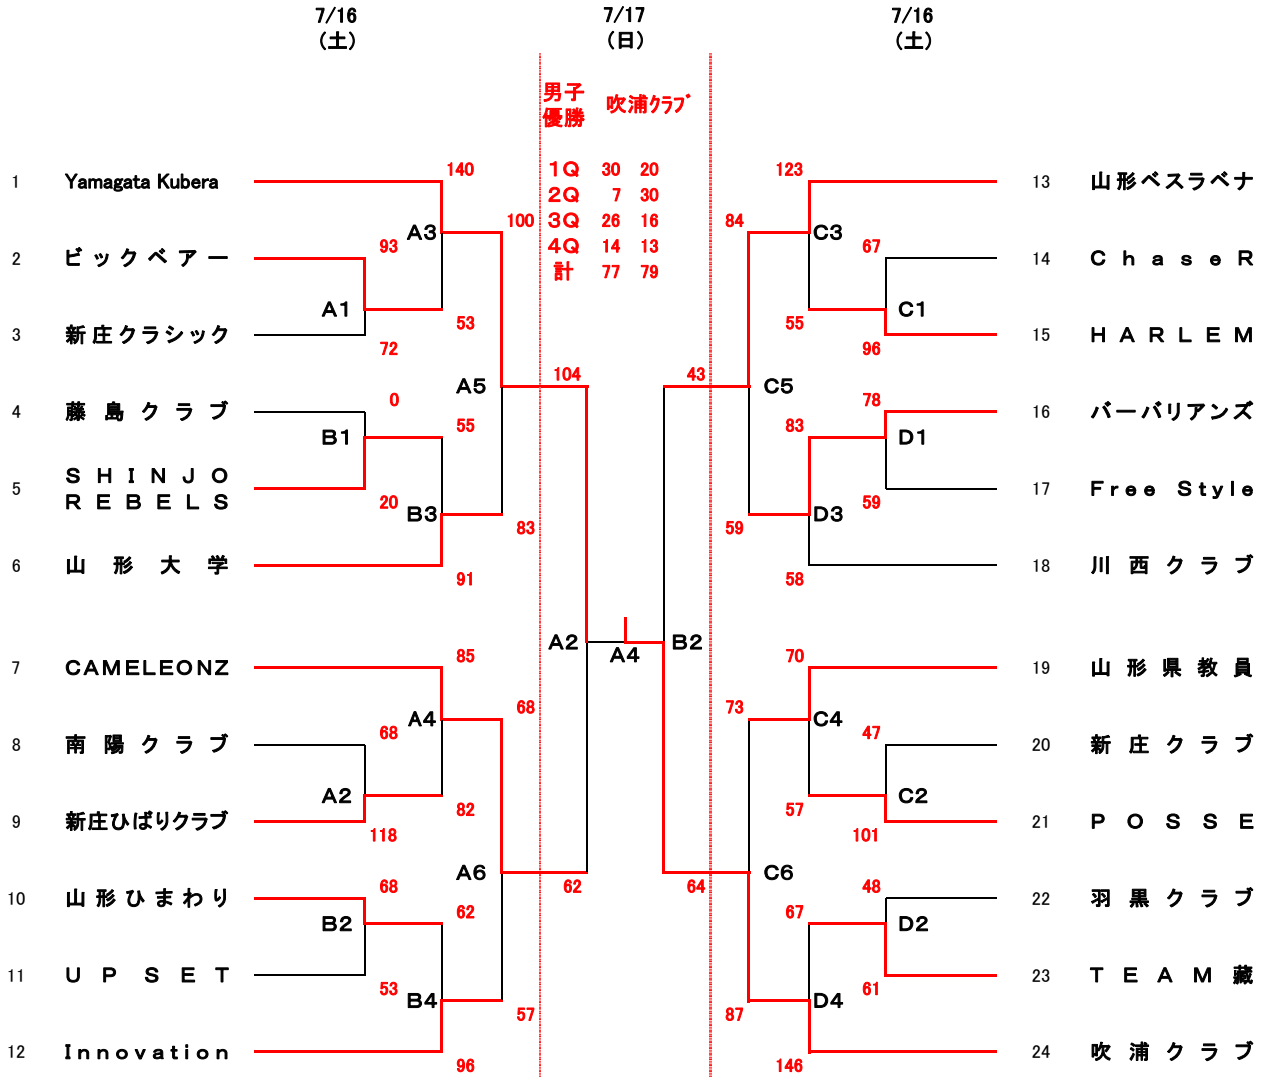 7/16 7/17 7/16
(土) (日) (土)
男子 吹浦クラブ
優勝
1Q 30 20
2Q 7 30
3Q 26 16
4Q 14 13
計 77 79
1 Yamagata Kubera 140
A3 100
2 ビックベアー 93
A1 53
3 新庄クラシック 72
A5 104
4 藤島クラブ 0
B1 55
5 SHINJO
REBELS 20
B3 83
6 山形大学 91
A2 A4 B2
7 CAMELEONZ 85
A4 68
8 南陽クラブ 68
A2 82
9 新庄ひばりクラブ 118
A6 62
10 山形ひまわり 68
B2 62
11 UPSET 53
B4 57
12 Innovation 96
123 13 山形ベスラベナ
84 C3
67 14 ChaseR
55 C1
96 15 HARLEM
43 C5
78 16 バーバリアンズ
83 D1
59 17 Free Style
59 D3
58 18 川西クラブ
70 19 山形県教員
73 C4
47 20 新庄クラブ
57 C2
101 21 POSSE
64 C6
48 22 羽黒クラブ
67 D2
61 23 TEAM藏
87 D4
146 24 吹浦クラブ